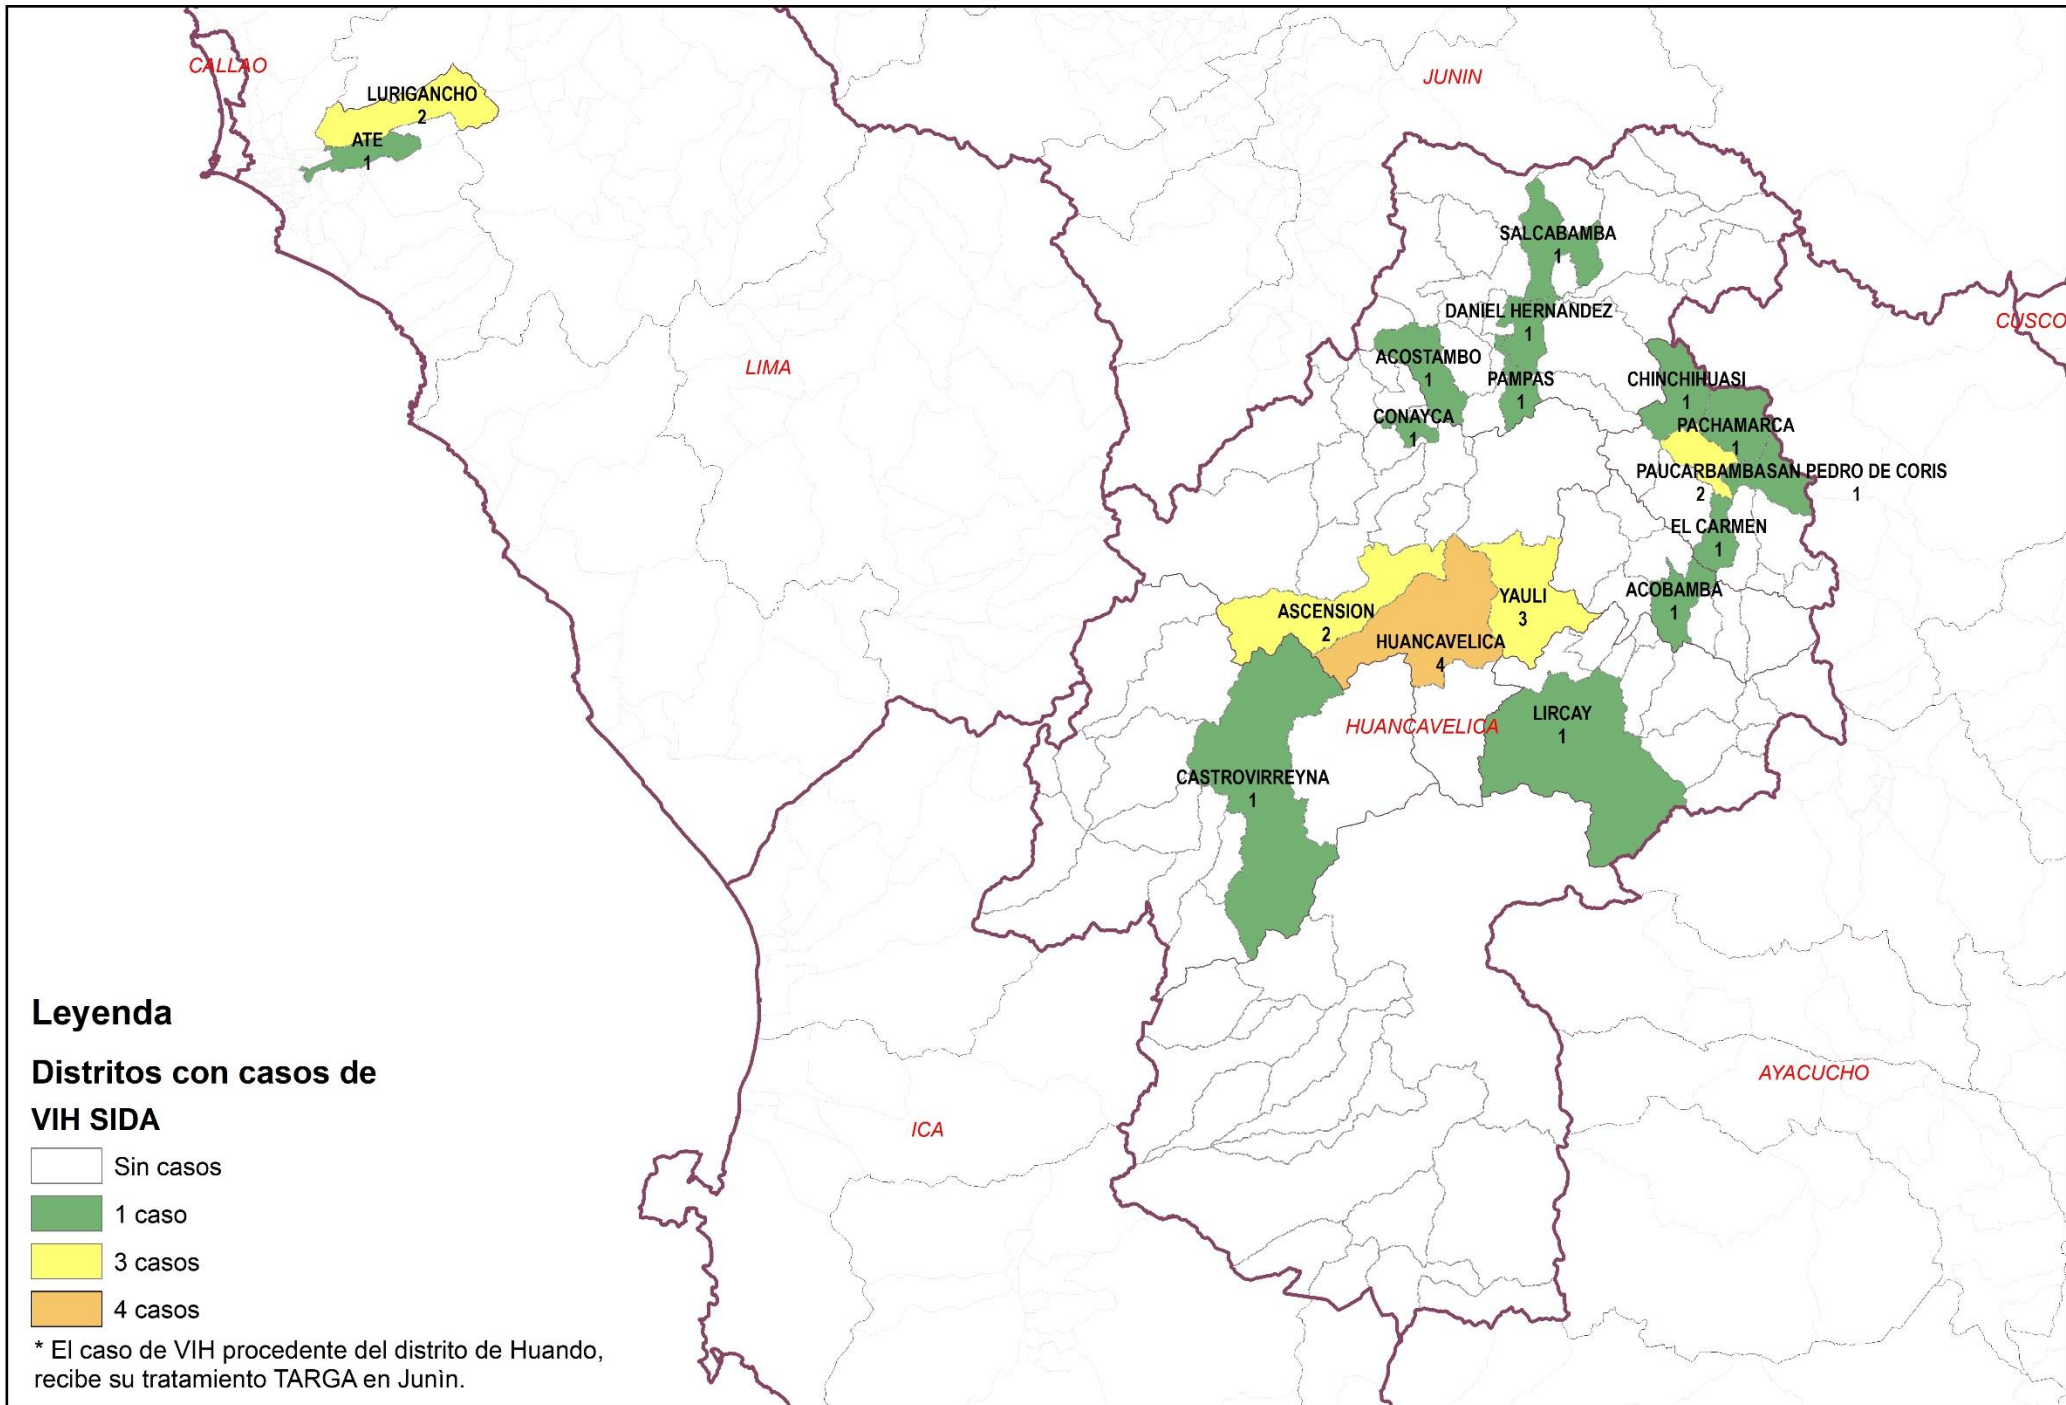 CALLAO
LURIGANCHO
2
ATE
1
JUNIN
SALCABAMBA
1
DANIEL HERNANDEZ
1
CUSCO
ACOSTAMBO
1
LIMA
PAMPAS
1
CHINCHIHUASI
1
CONAYCA
1
PACHAMARCA
1
PAUCARBAMBA
2
SAN PEDRO DE CORIS
1
EL CARMEN
1
ACOBAMBA
1
YAULI
3
ASCENSION
2
HUANCAVELICA
4
LIRCAY
1
HUANCAVELICA
CASTROVIRREYNA
1
AYACUCHO
ICA
Leyenda
Distritos con casos de
VIH SIDA
Sin casos
1 caso
3 casos
4 casos
* El caso de VIH procedente del distrito de Huando,
recibe su tratamiento TARGA en Junìn.